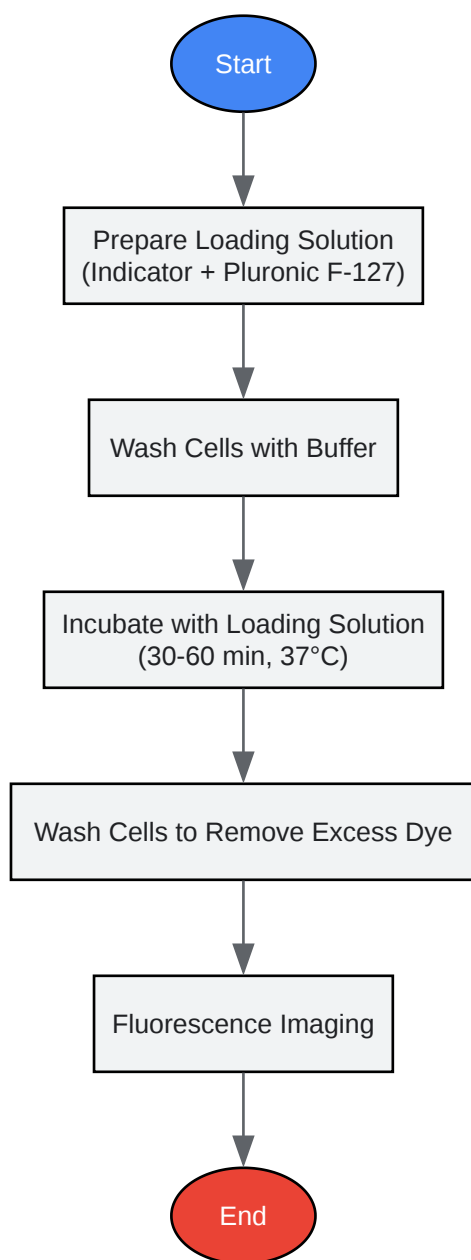 Start
Prepare Loading Solution
(Indicator + Pluronic F-127)
Wash Cells with Buffer
Incubate with Loading Solution
(30-60 min, 37°C)
Wash Cells to Remove Excess Dye
Fluorescence Imaging
End